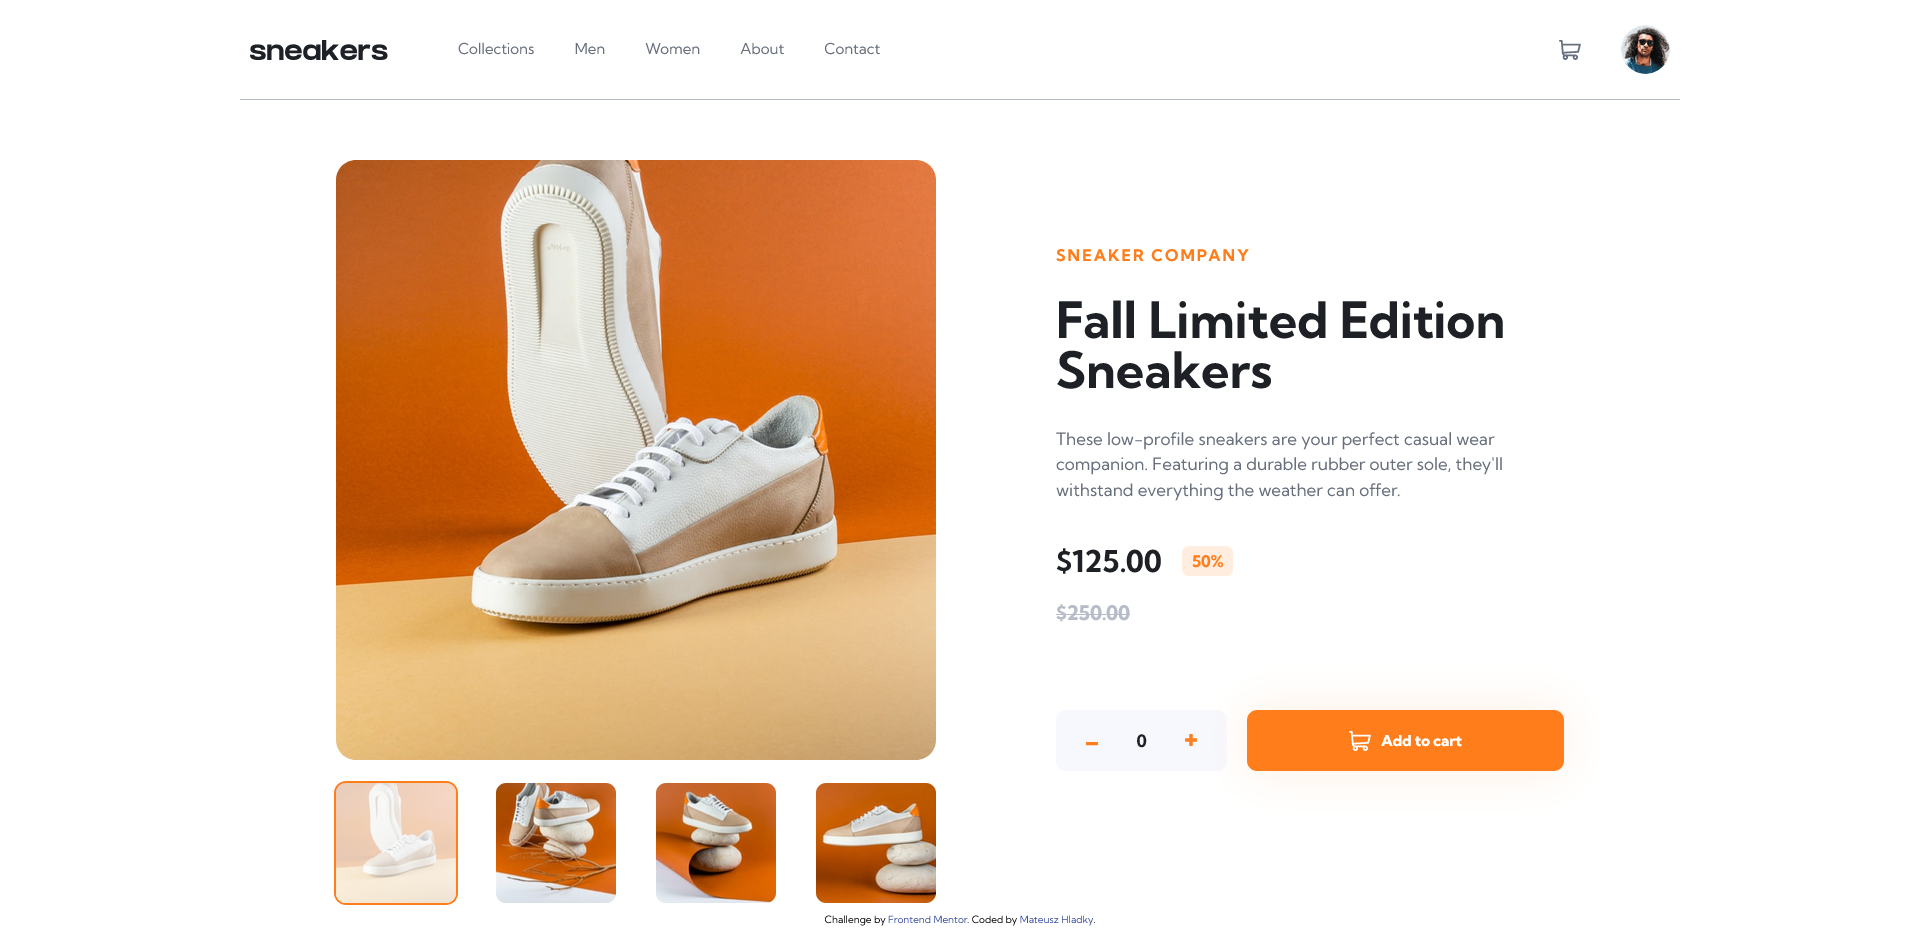 sneakers
Collections
Men
Women
About
Contact
SNEAKER COMPANY
Fall Limited Edition
Sneakers
These low-profile sneakers are your perfect casual wear
companion. Featuring a durable rubber outer sole, they'll
withstand everything the weather can offer.
$125.00 50%
$250.00
0
Add to cart
Challenge by Frontend Mentor. Coded by Mateusz Hladky.